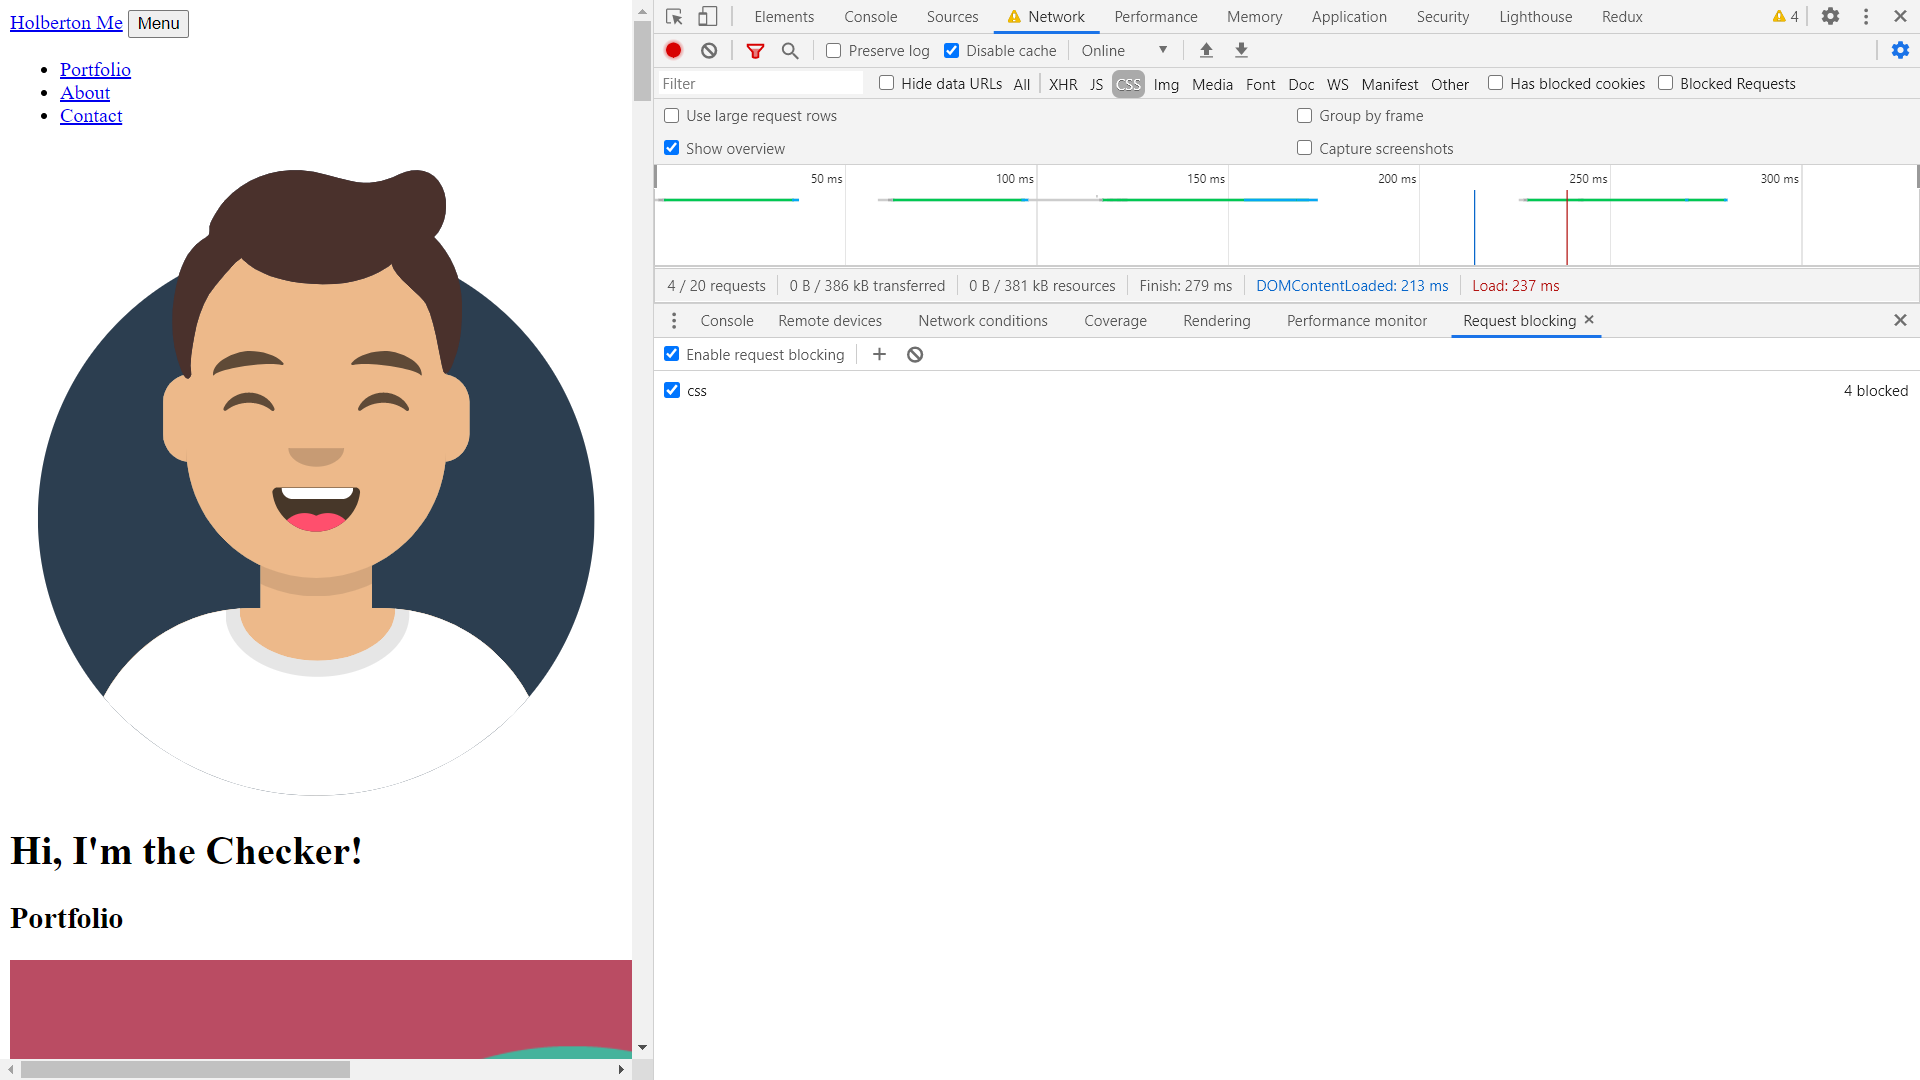 Holberton Me Menu
Portfolio
About
Contact
Hi, I'm the Checker!
Portfolio
Elements Console Sources Network Performance Memory Application Security Lighthouse Redux 4
Preserve log Disable cache Online
Filter Hide data URLs All XHR JS CSS Img Media Font Doc WS Manifest Other Has blocked cookies Blocked Requests
Use large request rows Group by frame
Show overview Capture screenshots
50 ms 100 ms 150 ms 200 ms 250 ms 300 ms
4 / 20 requests 0 B / 386 kB transferred 0 B / 381 kB resources Finish: 279 ms DOMContentLoaded: 213 ms Load: 237 ms
Console Remote devices Network conditions Coverage Rendering Performance monitor Request blocking
Enable request blocking
css 4 blocked